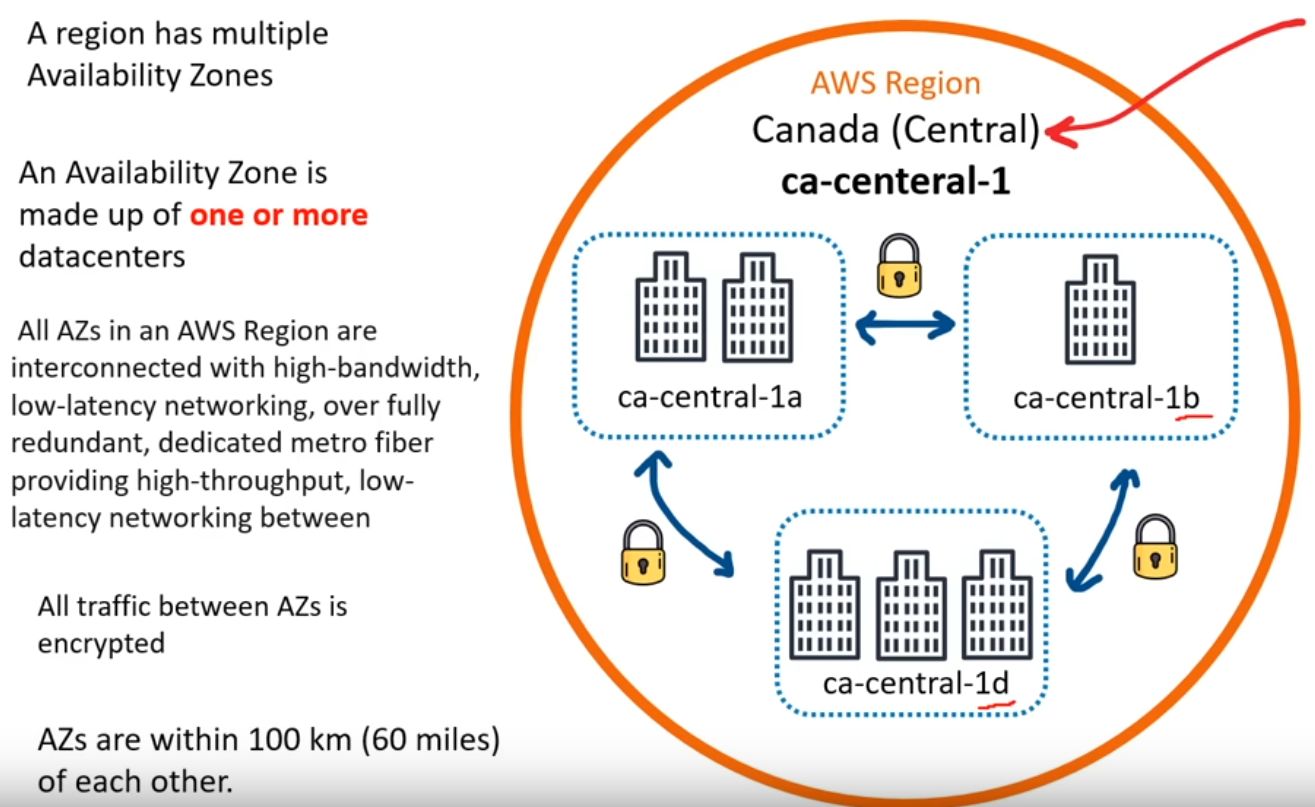 A region has multiple
Availability Zones
An Availability Zone is
made up of one or more
datacenters
All AZs in an AWS Region are
interconnected with high-bandwidth,
low-latency networking, over fully
redundant, dedicated metro fiber
providing high-throughput, low-
latency networking between
All traffic between AZs is
encrypted
AZs are within 100 km (60 miles)
of each other.
AWS Region
Canada (Central)
ca-centeral-1
ca-central-1a
ca-central-1b
ca-central-1d